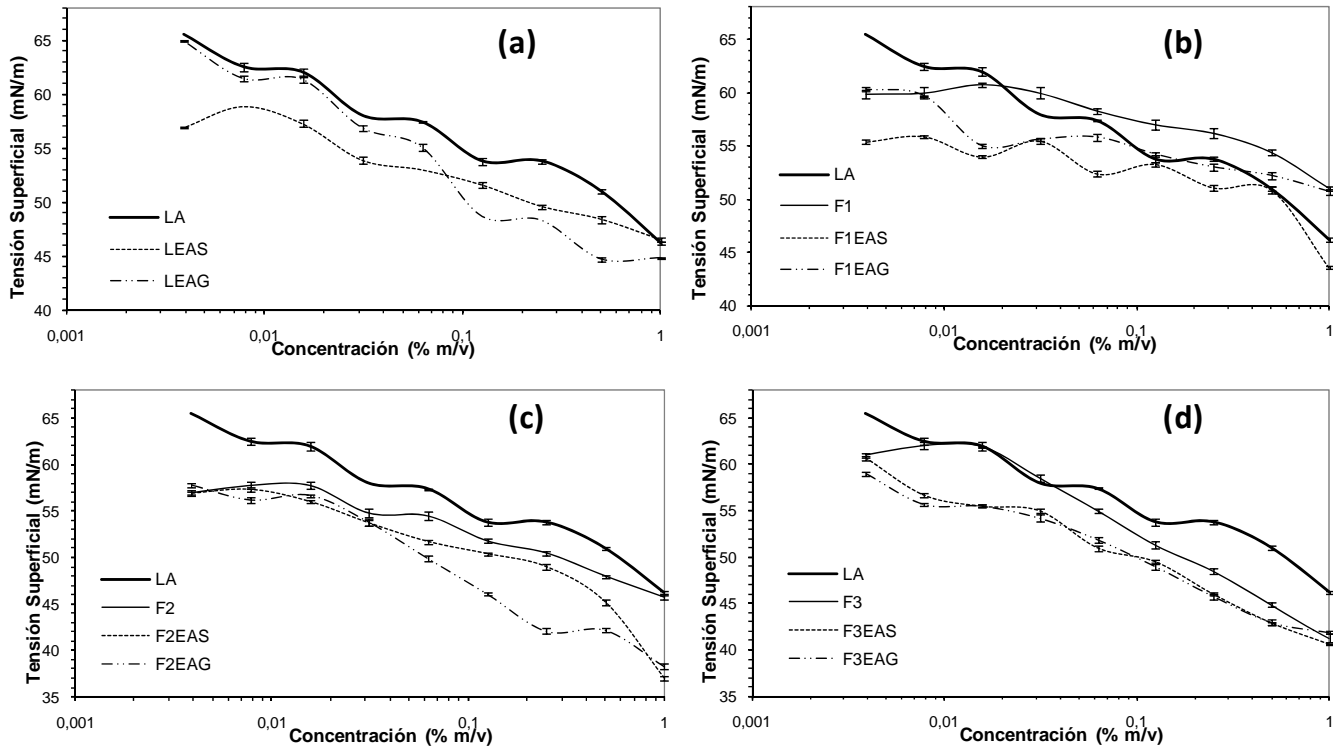 (a)
Tensión Superficial (mN/m)
65
60
55
50
45
40
LA
LEAS
LEAG
0,001
0,01
0,1
1
Concentración (% m/v)
(b)
Tensión Superficial (mN/m)
65
60
55
50
45
40
LA
F1
F1EAS
F1EAG
0,001
0,01
0,1
1
Concentración (% m/v)
(c)
Tensión Superficial (mN/m)
65
60
55
50
45
40
35
LA
F2
F2EAS
F2EAG
0,001
0,01
0,1
1
Concentración (% m/v)
(d)
Tensión Superficial (mN/m)
65
60
55
50
45
40
35
LA
F3
F3EAS
F3EAG
0,001
0,01
0,1
1
Concentración (% m/v)